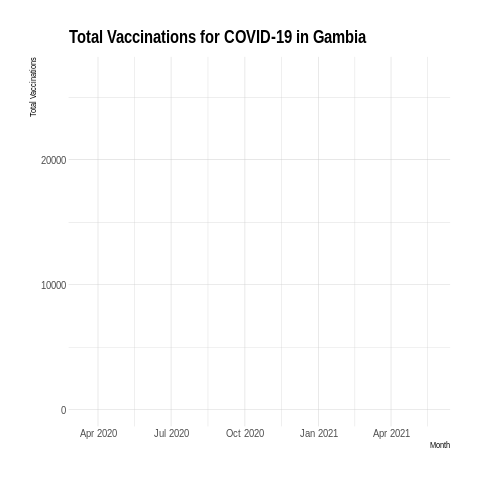 Total Vaccinations for COVID-19 in Gambia
Total Vaccinations
20000
10000
0
Apr 2020 Jul 2020 Oct 2020 Jan 2021 Apr 2021
Month